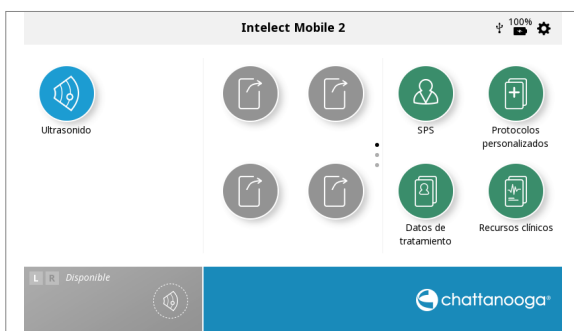 Intelect Mobile 2
100%
Ultrasonido
SPS
Protocolos
personalizados
Datos de
tratamiento
Recursos clínicos
L R Disponible
chattanooga®